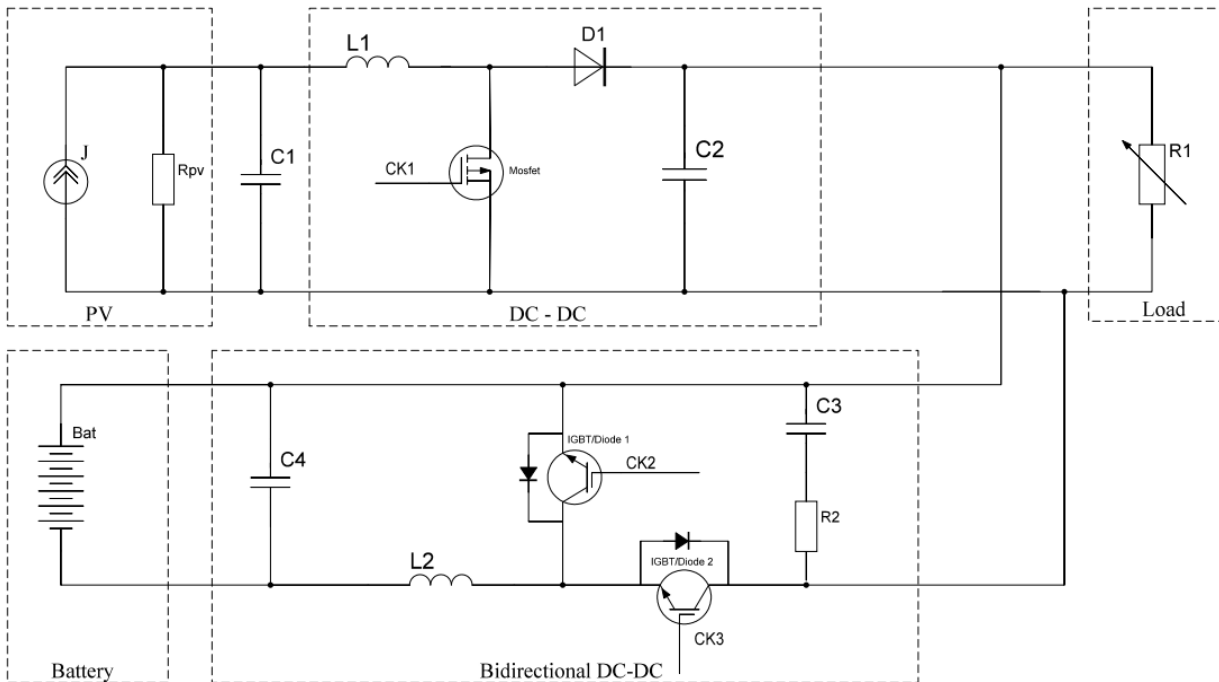 D1
L1
J
Rpv
C1
CK1
Mosfet
C2
R1
PV
DC - DC
Load
Bat
C4
IGBT/Diode 1
CK2
C3
R2
L2
IGBT/Diode 2
CK3
Battery
Bidirectional DC-DC